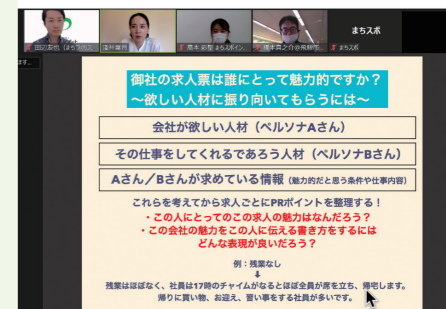 まちスポ
まちスポ
御社の求人票は誰にとって魅力的ですか？
～欲しい人材に振り向いてもらうには～
会社が欲しい人材（ペルソナAさん）
その仕事をしてくれるであろう人材（ペルソナBさん）
Aさん／Bさんが求めている情報（魅力的だと思う条件や仕事内容）
これらを考えてから求人ごとにPRポイントを整理する！
・この人にとってのこの求人の魅力はなんだろう？
・この会社の魅力をこの人に伝える書き方をするには
どんな表現が良いだろう？
例：残業なし
↓
残業はほぼなく、社員は17時のチャイムがなるとほぼ全員が席を立ち、帰宅します。
帰りに買い物、お迎え、習い事をする社員が多いです。